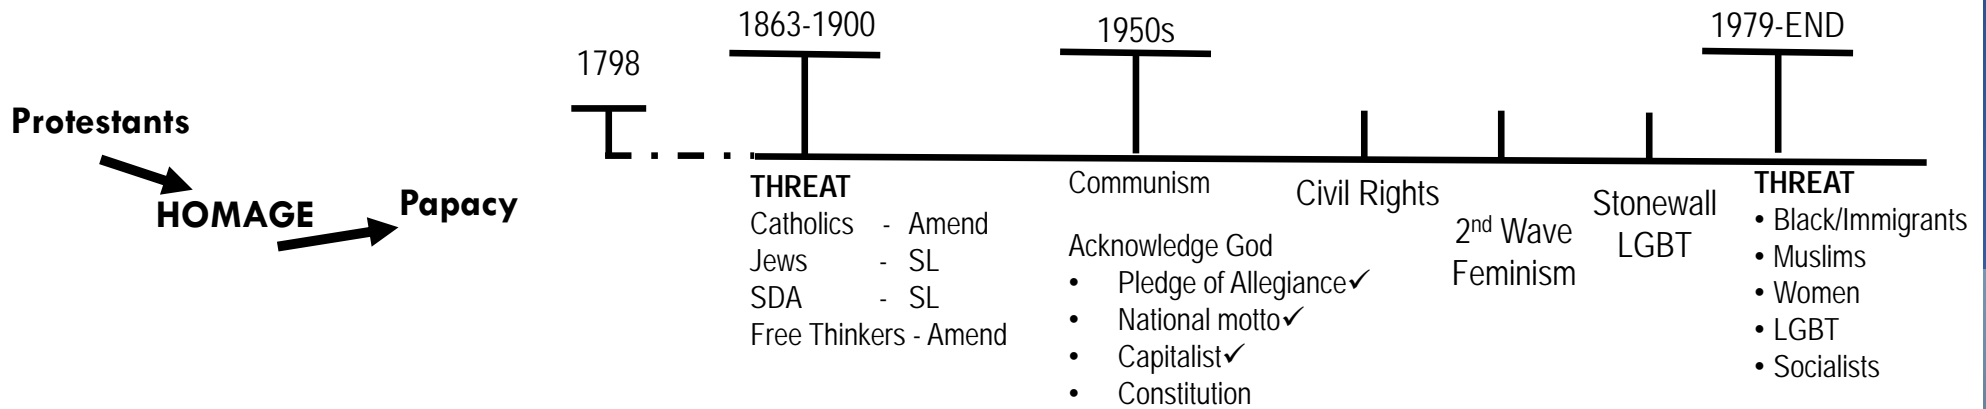 Protestants
HOMAGE
Papacy
1798
1863-1900
THREAT
Catholics - Amend
Jews - SL
SDA - SL
Free Thinkers - Amend
1950s
Communism
Acknowledge God
• Pledge of Allegiance✓
• National motto✓
• Capitalist✓
• Constitution
Civil Rights
2nd Wave
Feminism
Stonewall
LGBT
1979-END
THREAT
• Black/Immigrants
• Muslims
• Women
• LGBT
• Socialists